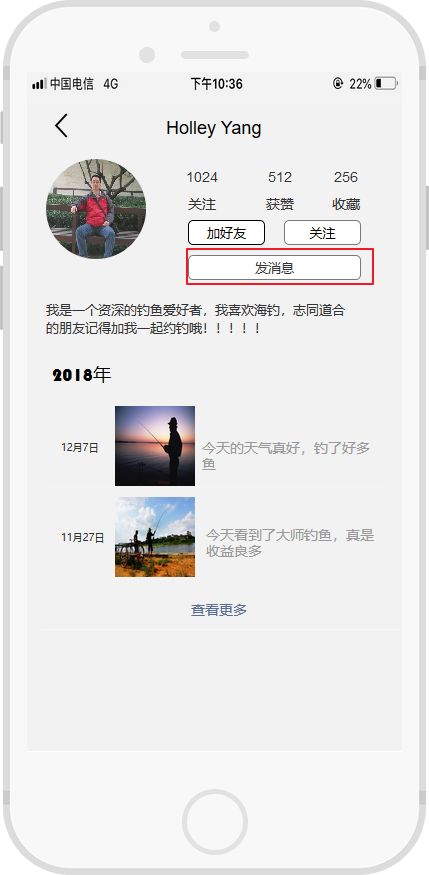 中国电信 4G 下午10:36 22%
Holley Yang
1024 512 256
关注 获赞 收藏
加好友 关注
发消息
我是一个资深的钓鱼爱好者，我喜欢海钓，志同道合
的朋友记得加我一起约钓哦！！！！！
2018年
12月7日
今天的天气真好，钓了好多
鱼
11月27日
今天看到了大师钓鱼，真是
收益良多
查看更多